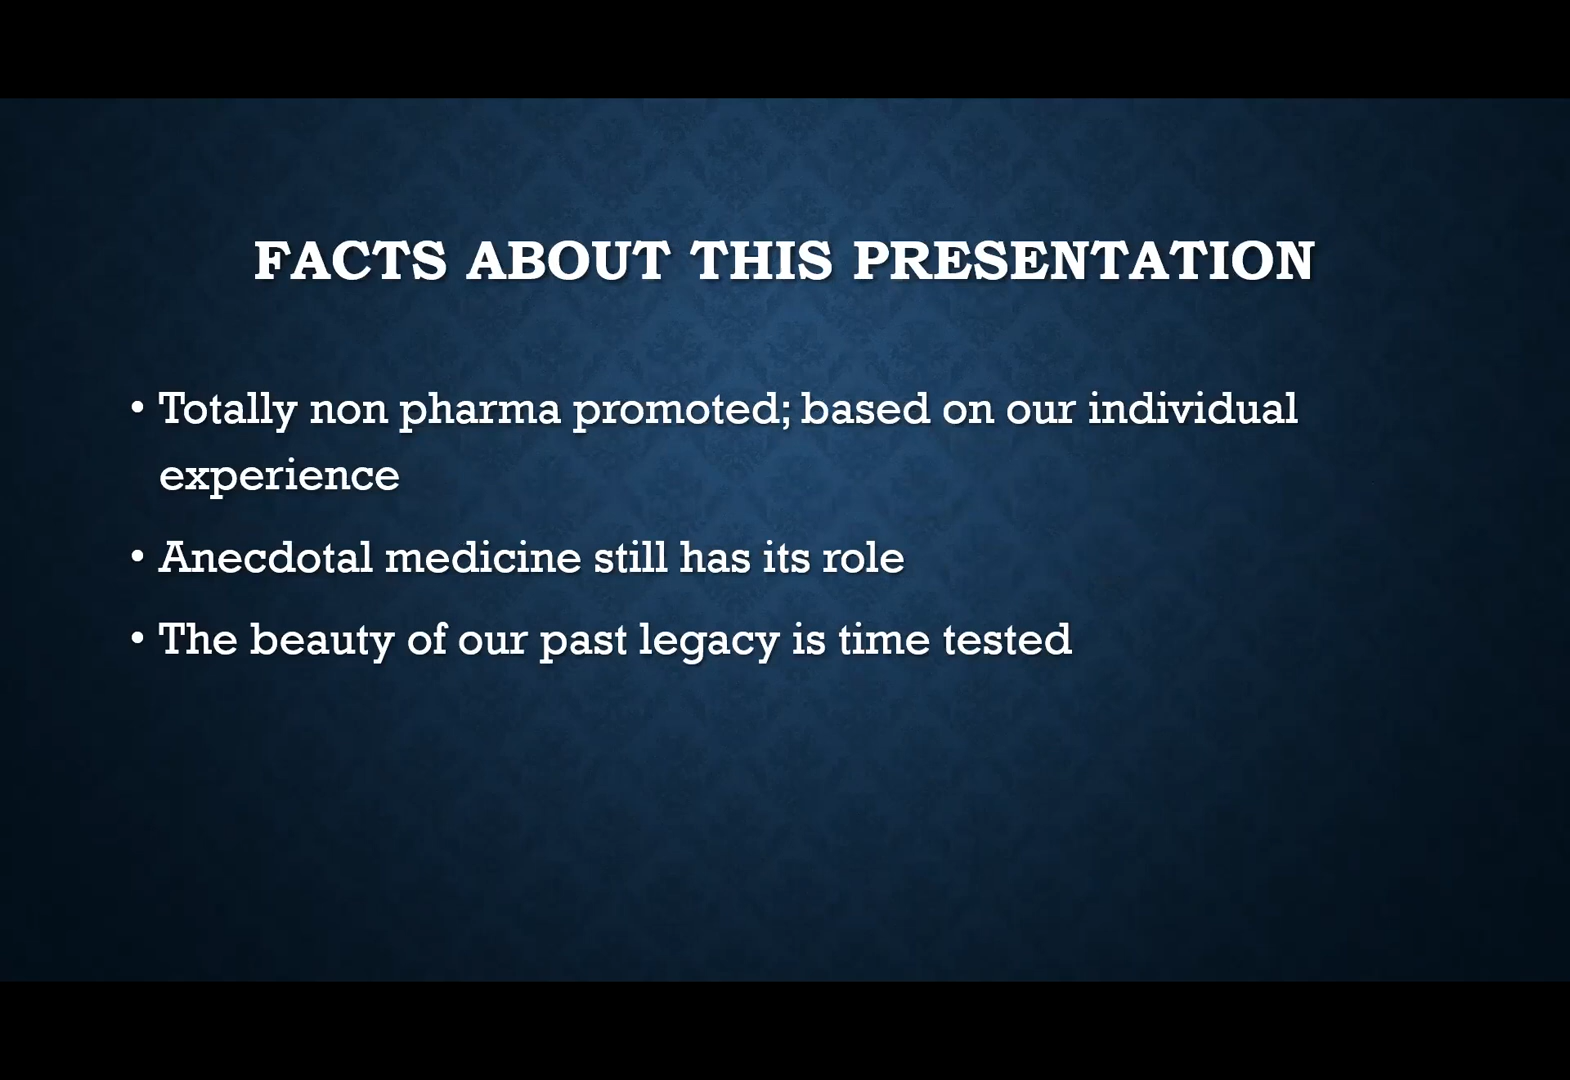 FACTS ABOUT THIS PRESENTATION
• Totally non pharma promoted; based on our individual
experience
• Anecdotal medicine still has its role
• The beauty of our past legacy is time tested